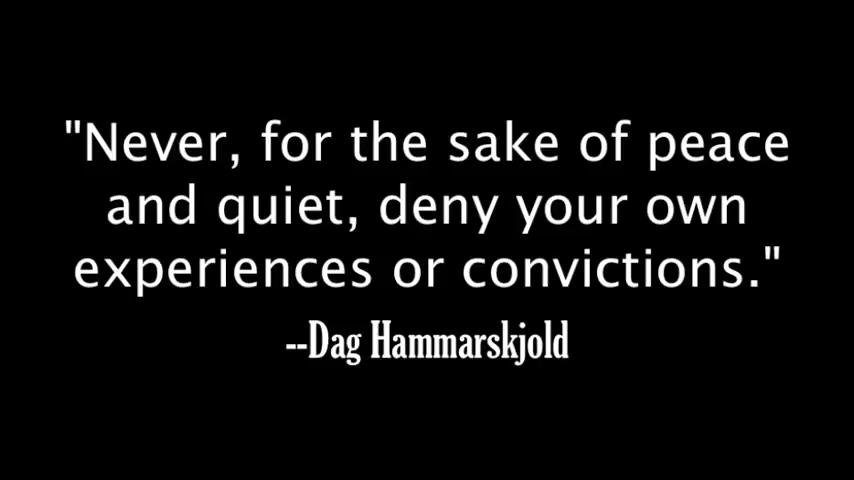 "Never, for the sake of peace
and quiet, deny your own
experiences or convictions."
--Dag Hammarskjold